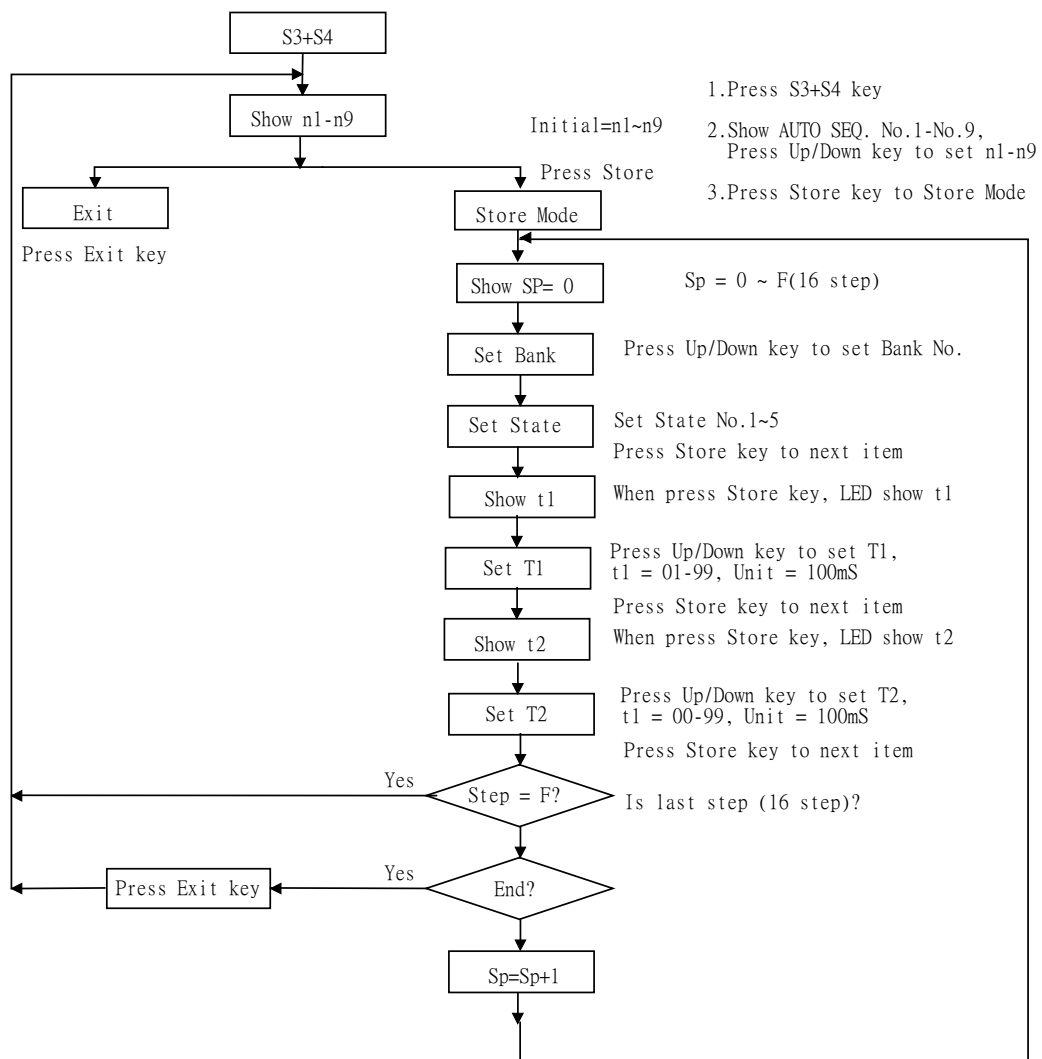 S3+S4
Show n1-n9
Exit
Press Exit key
Initial=n1~n9
Press Store
Store Mode
1.Press S3+S4 key
2.Show AUTO SEQ. No.1-No.9,
Press Up/Down key to set n1-n9
3.Press Store key to Store Mode
Show SP= 0
Sp = 0 ~ F(16 step)
Set Bank
Press Up/Down key to set Bank No.
Set State
Set State No.1~5
Press Store key to next item
Show t1
When press Store key, LED show t1
Set T1
Press Up/Down key to set T1,
t1 = 01-99, Unit = 100mS
Press Store key to next item
Show t2
When press Store key, LED show t2
Set T2
Press Up/Down key to set T2,
t1 = 00-99, Unit = 100mS
Press Store key to next item
Yes
Step = F?
Is last step (16 step)?
Press Exit key
Yes
End?
Sp=Sp+1